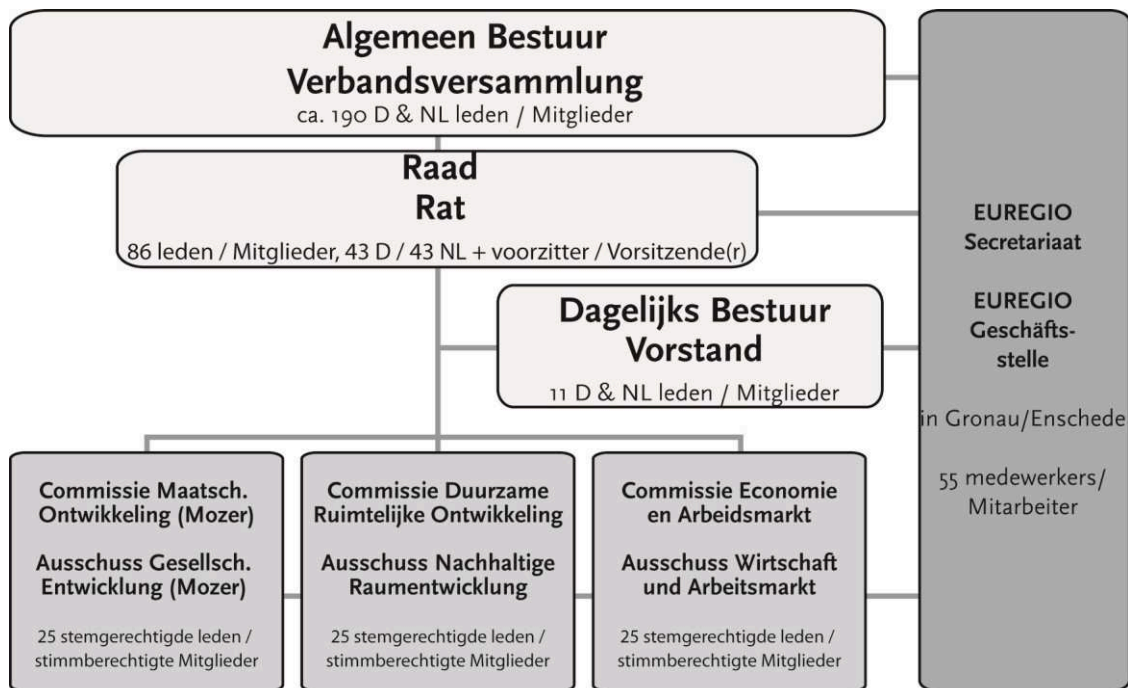 Algemeen Bestuur
Verbandsversammlung
ca. 190 D & NL leden / Mitglieder
Raad
Rat
86 leden / Mitglieder, 43 D / 43 NL + voorzitter / Vorsitzende(r)
Dagelijks Bestuur
Vorstand
11 D & NL leden / Mitglieder
Commissie Maatsch.
Ontwikkeling (Mozer)
Ausschuss Gesellsch.
Entwicklung (Mozer)
25 stemgerechtigde leden /
stimmberechtigte Mitglieder
Commissie Duurzame
Ruimtelijke Ontwikkeling
Ausschuss Nachhaltige
Raumentwicklung
25 stemgerechtigde leden /
stimmberechtigte Mitglieder
Commissie Economie
en Arbeidsmarkt
Ausschuss Wirtschaft
und Arbeitsmarkt
25 stemgerechtigde leden /
stimmberechtigte Mitglieder
EUREGIO
Secretariaat
EUREGIO
Geschäfts-
stelle
in Gronau/Enschede
55 medewerkers/
Mitarbeiter